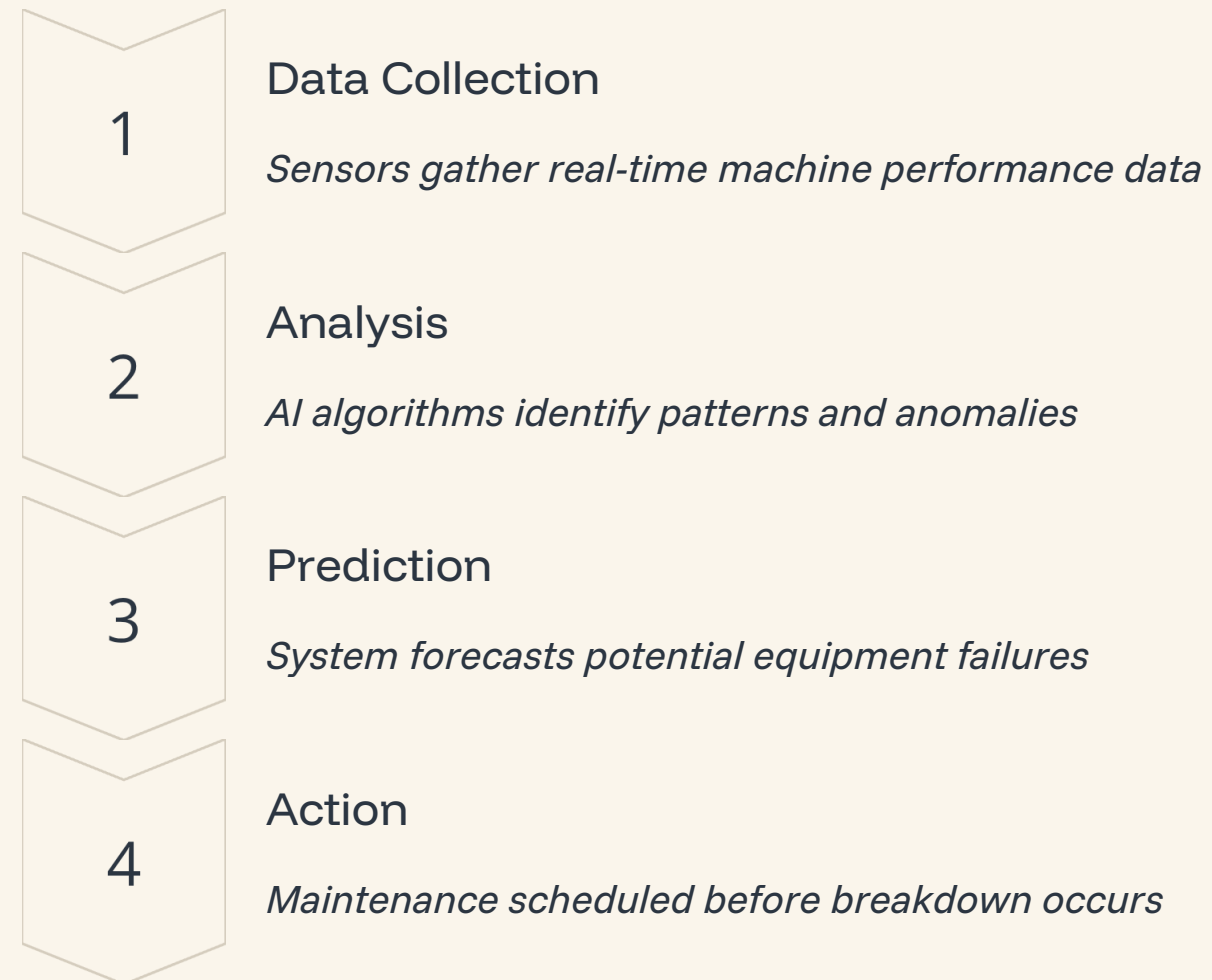 1
Data Collection
Sensors gather real-time machine performance data
2
Analysis
AI algorithms identify patterns and anomalies
3
Prediction
System forecasts potential equipment failures
4
Action
Maintenance scheduled before breakdown occurs